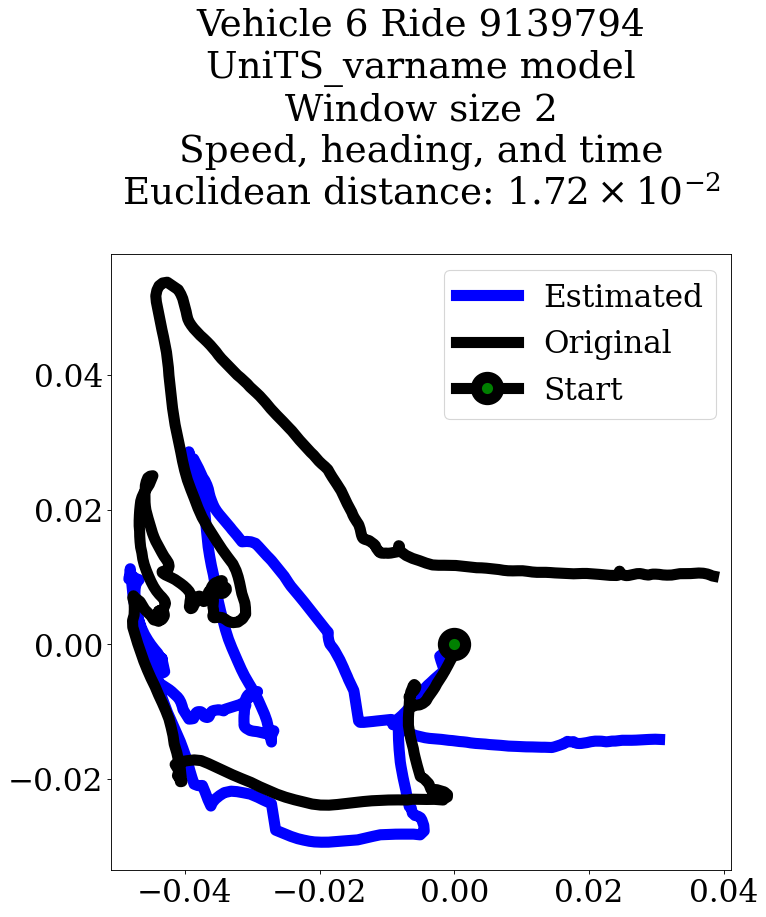 Vehicle 6 Ride 9139794
UniTS_varname model
Window size 2
Speed, heading, and time
Euclidean distance: 1.72 × 10⁻²
Estimated
Original
Start
0.04
0.02
0.00
−0.02
−0.04 −0.02 0.00 0.02 0.04